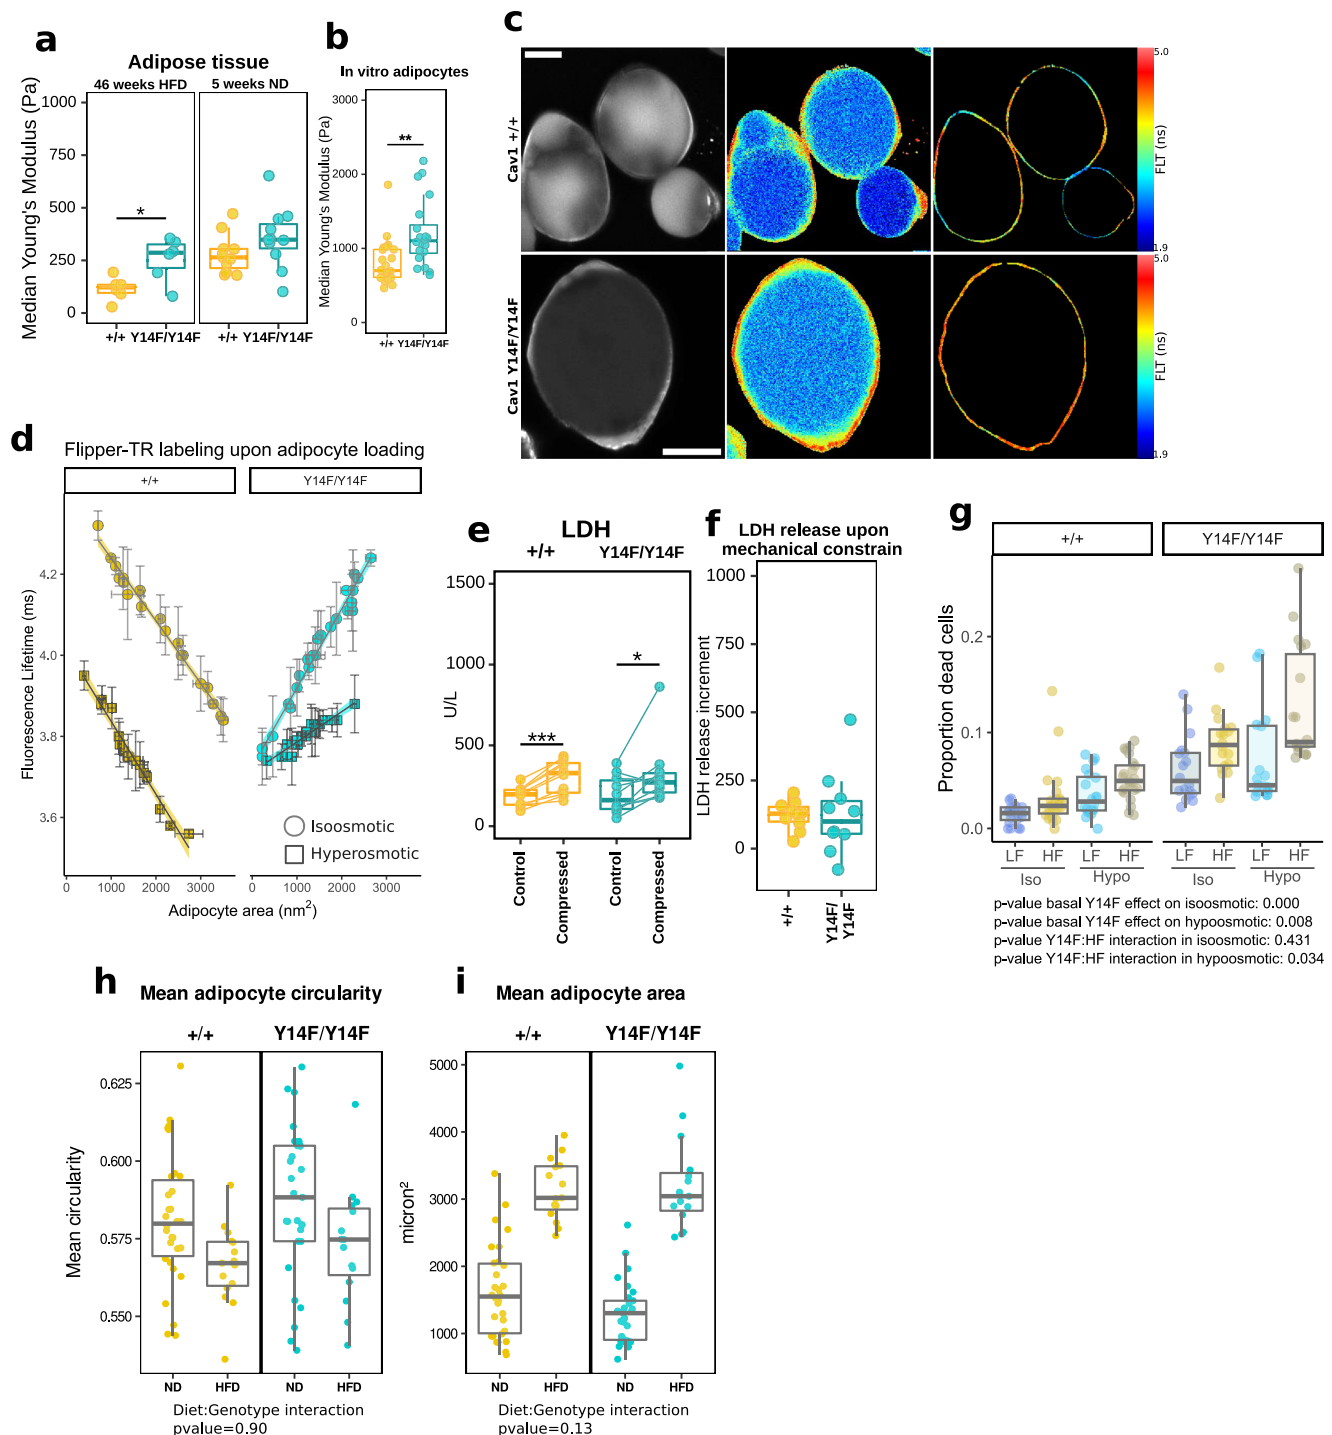 a
Adipose tissue
46 weeks HFD
5 weeks ND
Median Young's Modulus (Pa)
1000
750
500
250
0
*
+/+ Y14F/Y14F
+/+ Y14F/Y14F
b
In vitro adipocytes
Median Young's Modulus (Pa)
3000
2000
1000
0
**
+/+ Y14F/Y14F
c
Cav1 +/+
Cav1 Y14F/Y14F
5.0
FLT (ns)
1.9
5.0
FLT (ns)
1.9
d
Flipper-TR labeling upon adipocyte loading
+/+
Y14F/Y14F
Fluorescence Lifetime (ms)
4.2
4.0
3.8
3.6
Isoosmotic
Hyperosmotic
0 1000 2000 3000
0 1000 2000 3000
Adipocyte area (nm²)
e
LDH
+/+
Y14F/Y14F
U/L
1500
1000
500
0
***
*
Control
Compressed
Control
Compressed
f
LDH release upon
mechanical constrain
LDH release increment
1000
750
500
250
0
+/+
Y14F/
Y14F
g
+/+
Y14F/Y14F
Proportion dead cells
0.2
0.1
0.0
LF HF LF HF
LF HF LF HF
Iso Hypo
Iso Hypo
p-value basal Y14F effect on isoosmotic: 0.000
p-value basal Y14F effect on hypoosmotic: 0.008
p-value Y14F:HF interaction in isoosmotic: 0.431
p-value Y14F:HF interaction in hypoosmotic: 0.034
h
Mean adipocyte circularity
+/+
Y14F/Y14F
Mean circularity
0.625
0.600
0.575
0.550
ND HFD
ND HFD
Diet:Genotype interaction
pvalue=0.90
i
Mean adipocyte area
+/+
Y14F/Y14F
micron²
5000
4000
3000
2000
1000
ND HFD
ND HFD
Diet:Genotype interaction
pvalue=0.13